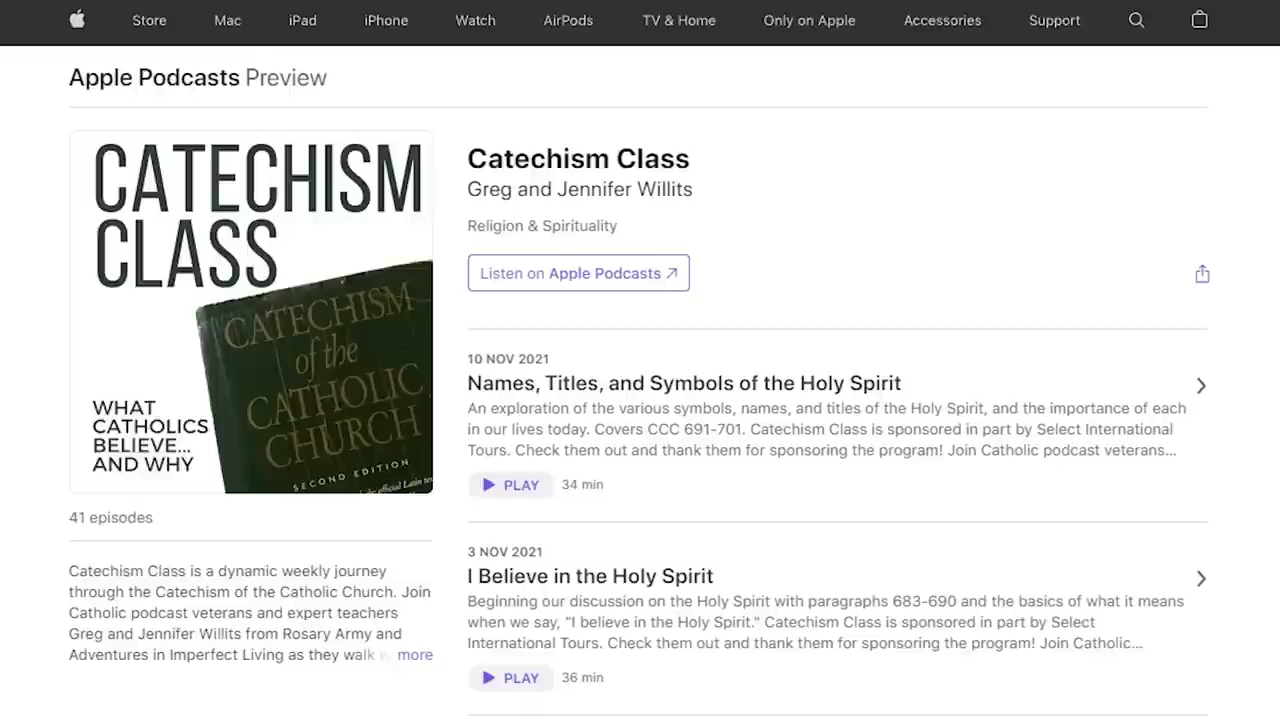 Store Mac iPad iPhone Watch AirPods TV & Home Only on Apple Accessories Support
Apple Podcasts Preview
CATECHISM
CLASS
CATECHISM
of the
CATHOLIC
CHURCH
SECOND EDITION
WHAT
CATHOLICS
BELIEVE...
AND WHY
41 episodes
Catechism Class is a dynamic weekly journey
through the Catechism of the Catholic Church. Join
Catholic podcast veterans and expert teachers
Greg and Jennifer Willits from Rosary Army and
Adventures in Imperfect Living as they walk more
Catechism Class
Greg and Jennifer Willits
Religion & Spirituality
Listen on Apple Podcasts ↗
10 NOV 2021
Names, Titles, and Symbols of the Holy Spirit
An exploration of the various symbols, names, and titles of the Holy Spirit, and the importance of each
in our lives today. Covers CCC 691-701. Catechism Class is sponsored in part by Select International
Tours. Check them out and thank them for sponsoring the program! Join Catholic podcast veterans...
PLAY 34 min
3 NOV 2021
I Believe in the Holy Spirit
Beginning our discussion on the Holy Spirit with paragraphs 683-690 and the basics of what it means
when we say, "I believe in the Holy Spirit." Catechism Class is sponsored in part by Select
International Tours. Check them out and thank them for sponsoring the program! Join Catholic...
PLAY 36 min